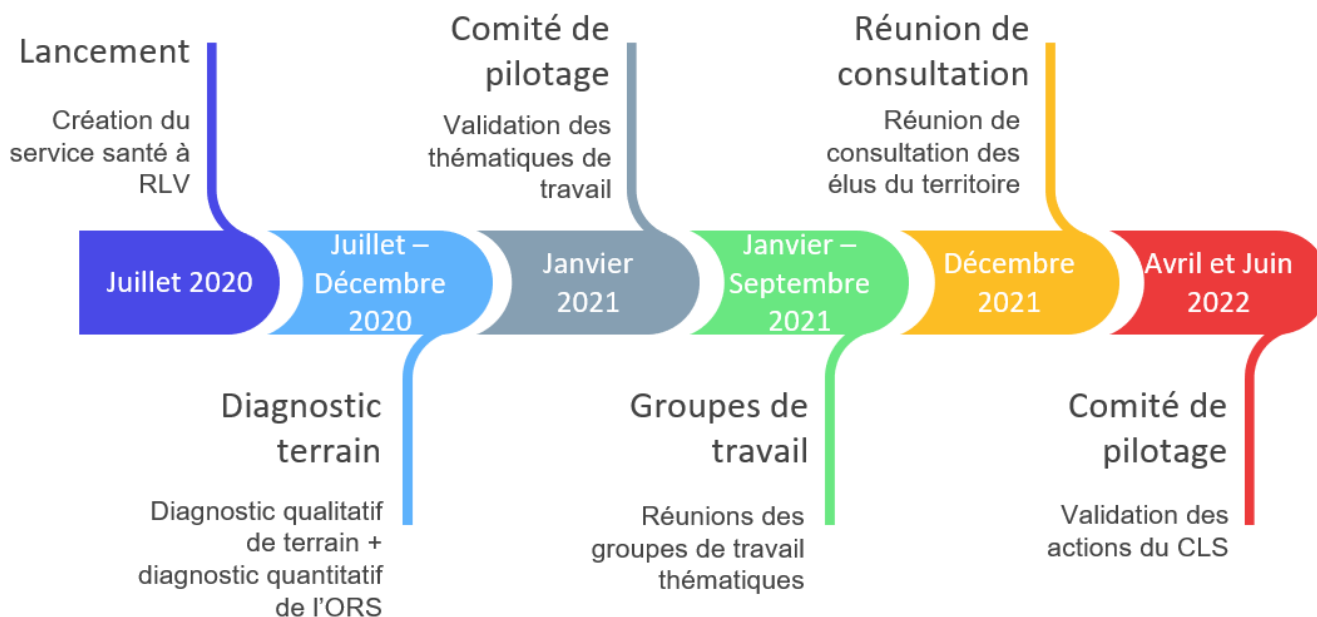 Lancement
Création du
service santé à
RLV
Juillet 2020
Juillet –
Décembre
2020
Diagnostic
terrain
Diagnostic qualitatif
de terrain +
diagnostic quantitatif
de l’ORS
Comité de
pilotage
Validation des
thématiques de
travail
Janvier
2021
Janvier –
Septembre
2021
Groupes de
travail
Réunions des
groupes de travail
thématiques
Réunion de
consultation
Réunion de
consultation des
élus du territoire
Décembre
2021
Avril et Juin
2022
Comité de
pilotage
Validation des
actions du CLS